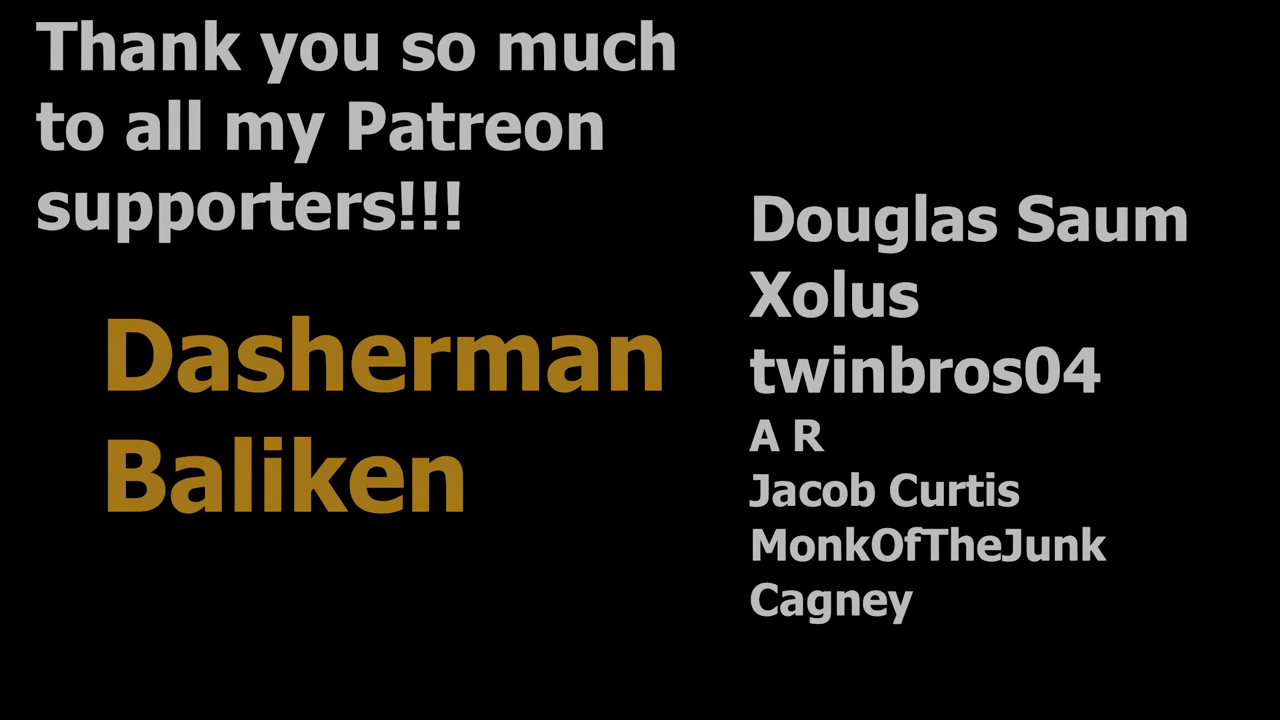 Thank you so much
to all my Patreon
supporters!!!
Dasherman
Baliken
Douglas Saum
Xolus
twinbros04
A R
Jacob Curtis
MonkOfTheJunk
Cagney